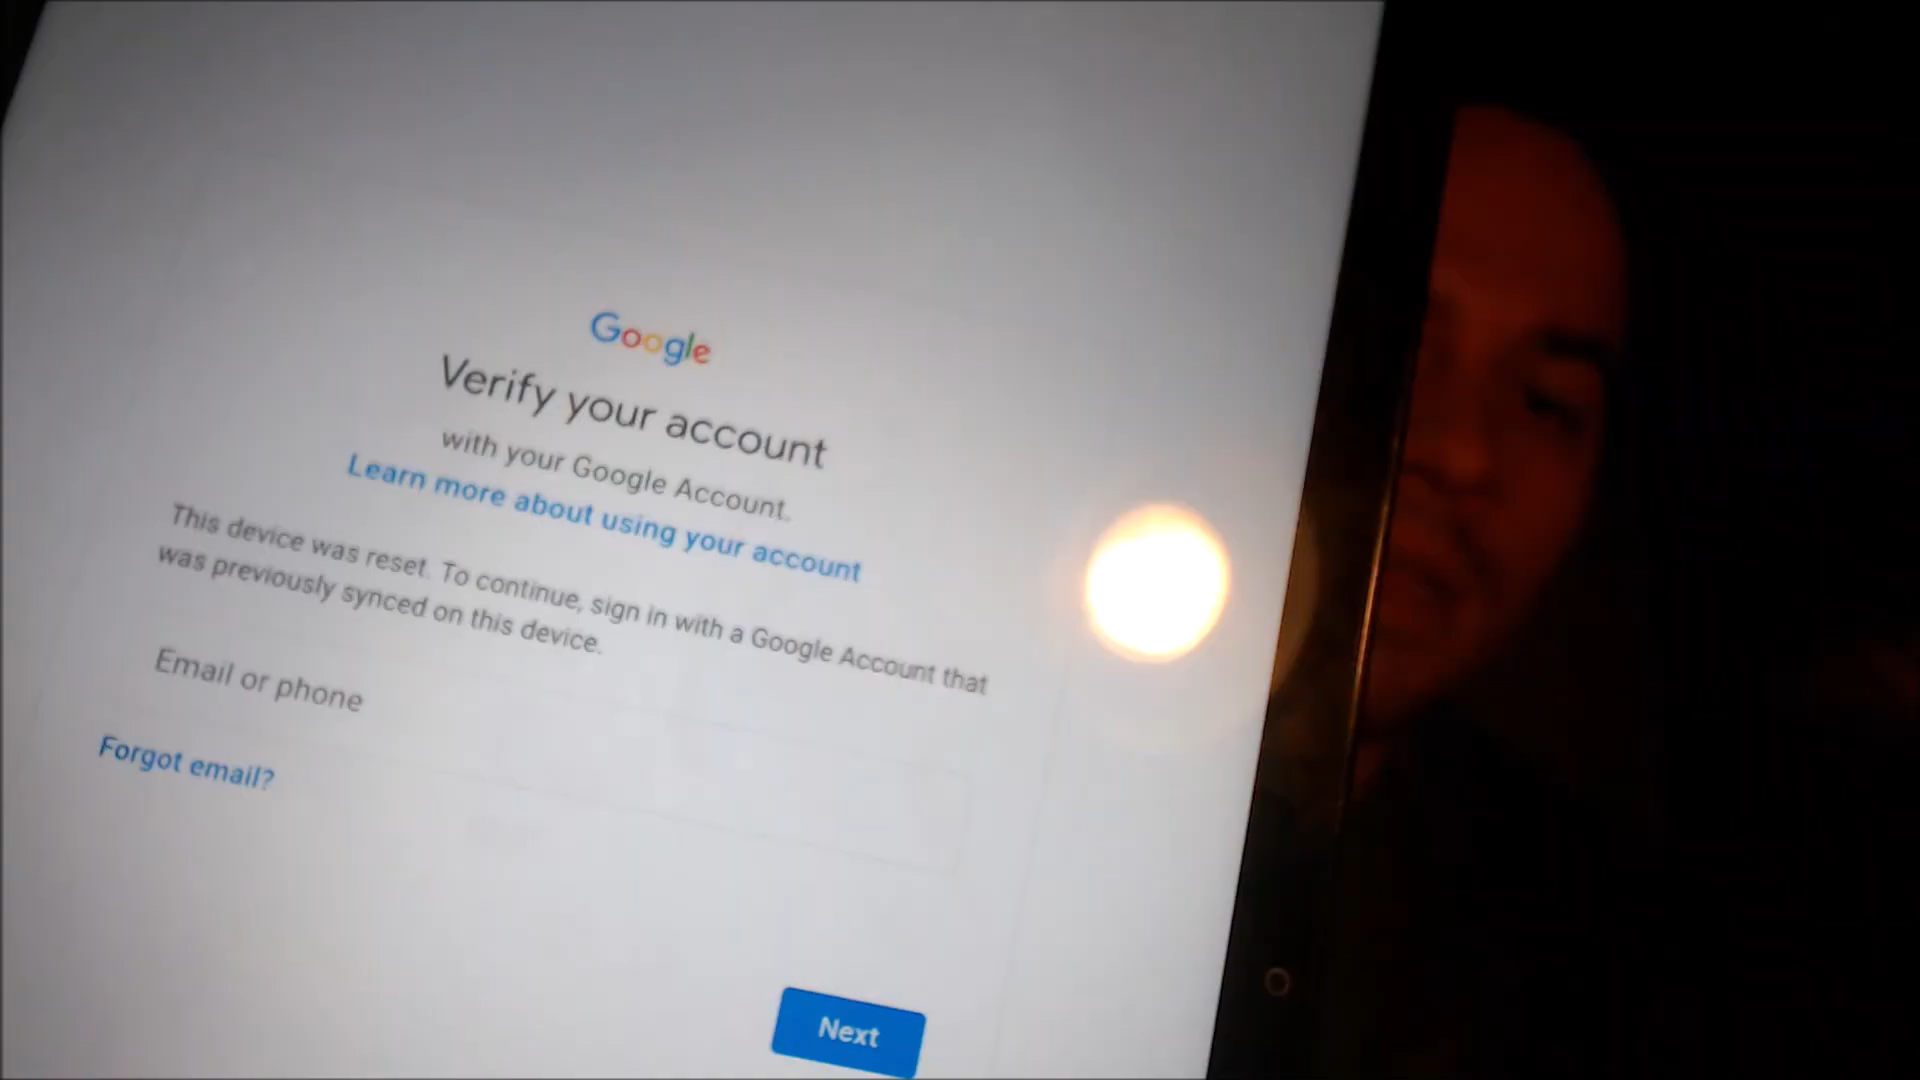 Google
Verify your account
with your Google Account.
Learn more about using your account
This device was reset. To continue, sign in with a Google Account that
was previously synced on this device.
Email or phone
Forgot email?
Next